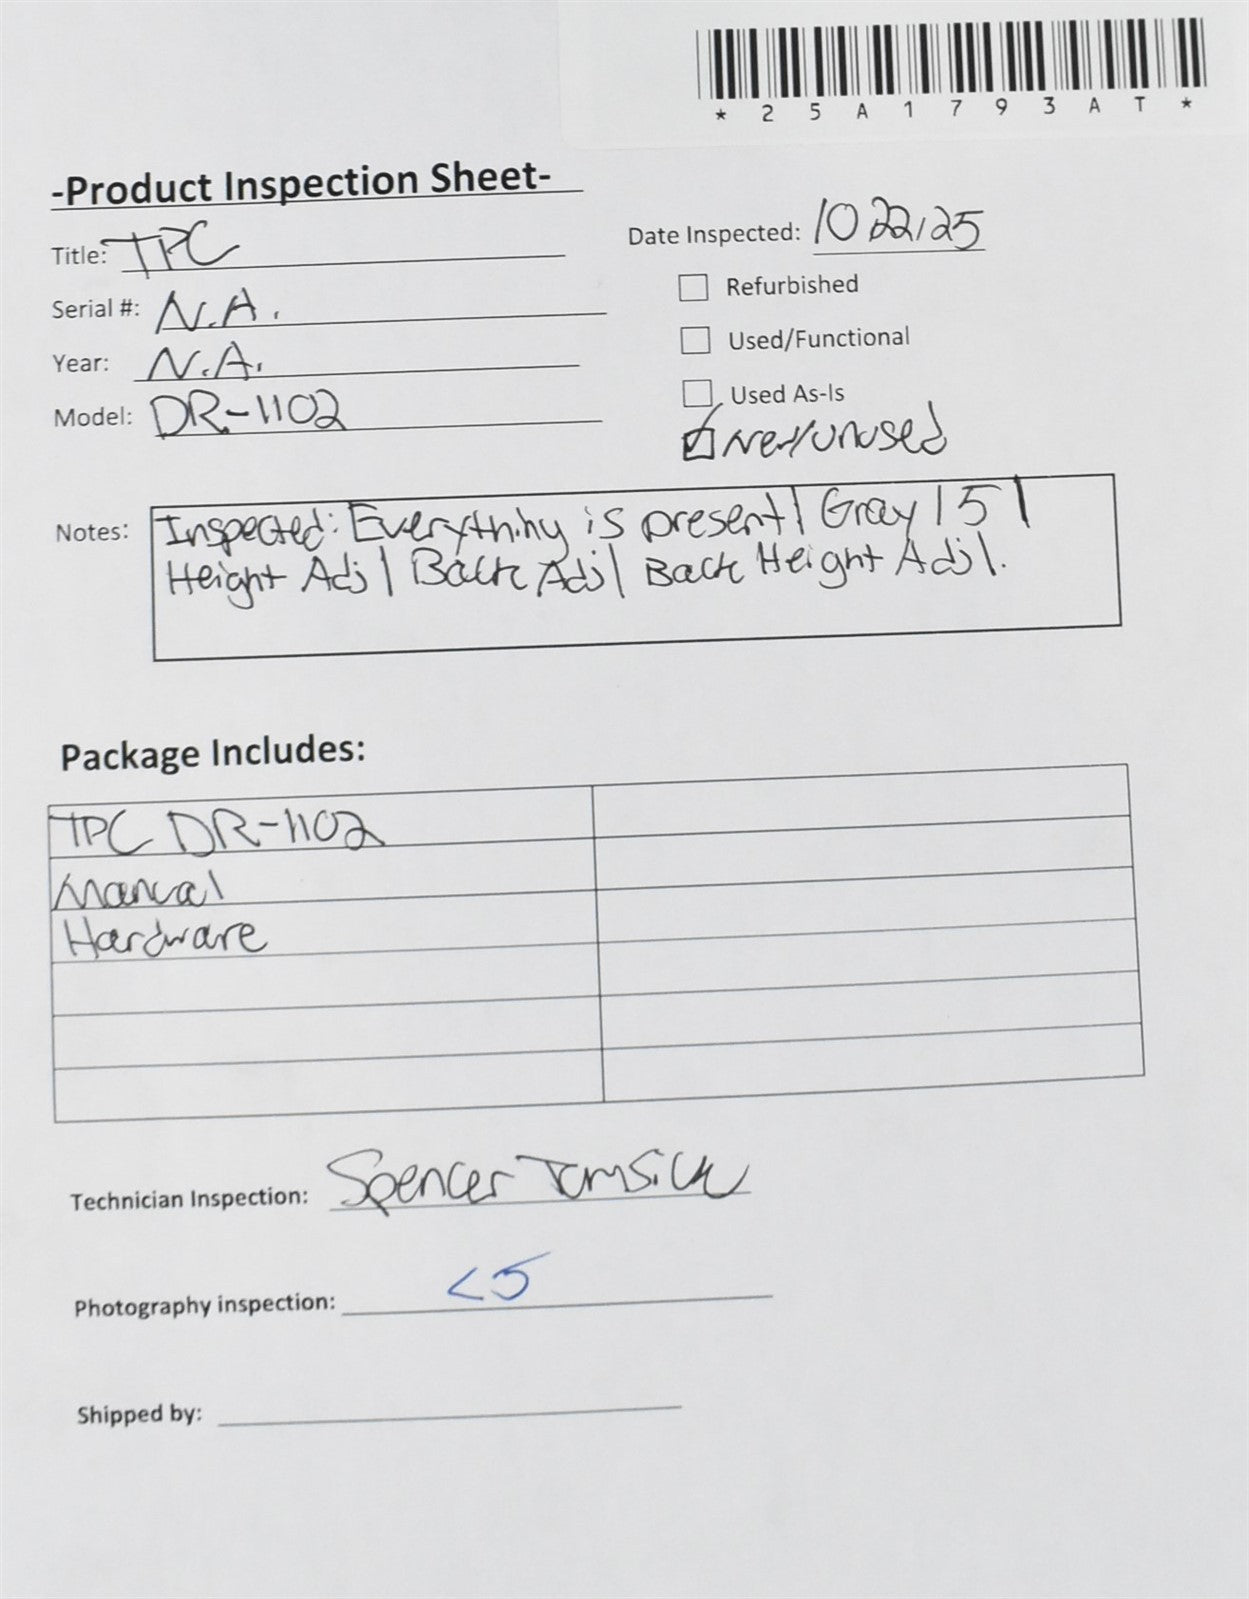 *25A1793AT*
-Product Inspection Sheet-
Title: TPC
Date Inspected: 10 22/25
Refurbished
Serial #: N.A.
Used/Functional
Year: N.A.
Used As-Is
Model: DR-1102
New/unused
Notes: Inspected: Everything is present | Gray | 5 |
Height Adj | Back Adj | Back Height Adj |.
Package Includes:
TPC DR-1102
Manual
Hardware
Technician Inspection: Spencer
Photography inspection:
Shipped by: